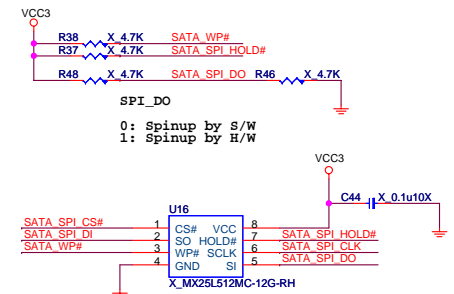 VCC3
R38 X_4.7K SATA_WP#
R37 X_4.7K SATA_SPI_HOLD#
R48 X_4.7K SATA_SPI_DO R46 X_4.7K
SPI_DO
0: Spinup by S/W
1: Spinup by H/W
VCC3
C44 X_0.1u10X
U16
SATA_SPI_CS# 1 CS# VCC 8
SATA_SPI_DI 2 SO HOLD# 7 SATA_SPI_HOLD#
SATA_WP# 3 WP# SCLK 6 SATA_SPI_CLK
4 GND SI 5 SATA_SPI_DO
X_MX25L512MC-12G-RH